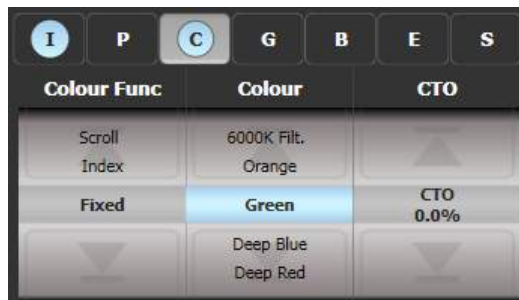 I P C G B E S
Colour Func Colour CTO
Scroll 6000K Filt.
Index Orange
Fixed Green CTO
0.0%
Deep Blue
Deep Red